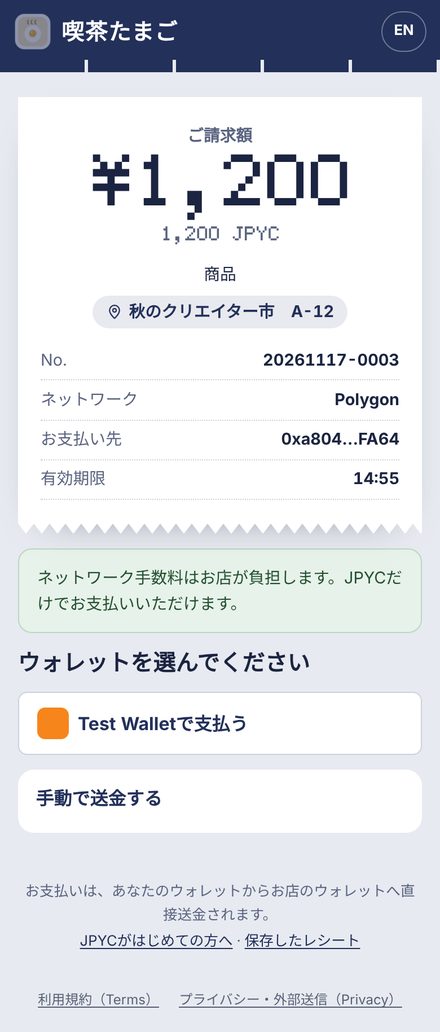 喫茶たまご
EN
ご請求額
¥1,200
1,200 JPYC
商品
秋のクリエイター市　A-12
No. 20261117-0003
ネットワーク Polygon
お支払い先 0xa804...FA64
有効期限 14:55
ネットワーク手数料はお店が負担します。JPYCだ
けでお支払いいただけます。
ウォレットを選んでください
Test Walletで支払う
手動で送金する
お支払いは、あなたのウォレットからお店のウォレットへ直
接送金されます。
JPYCがはじめての方へ · 保存したレシート
利用規約（Terms） プライバシー・外部送信（Privacy）